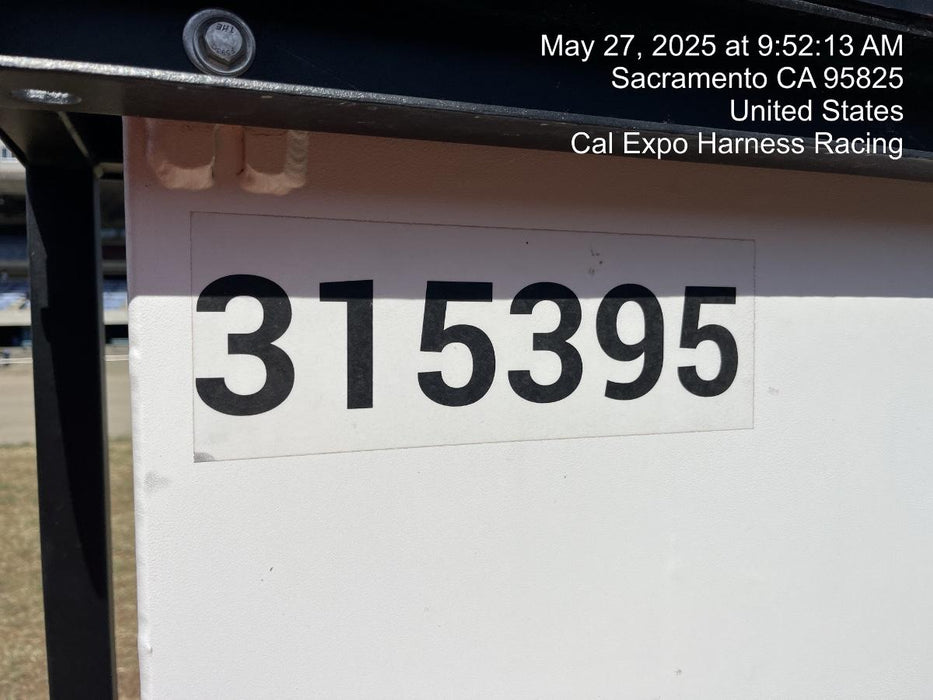 May 27, 2025 at 9:52:13 AM
Sacramento CA 95825
United States
Cal Expo Harness Racing
315395